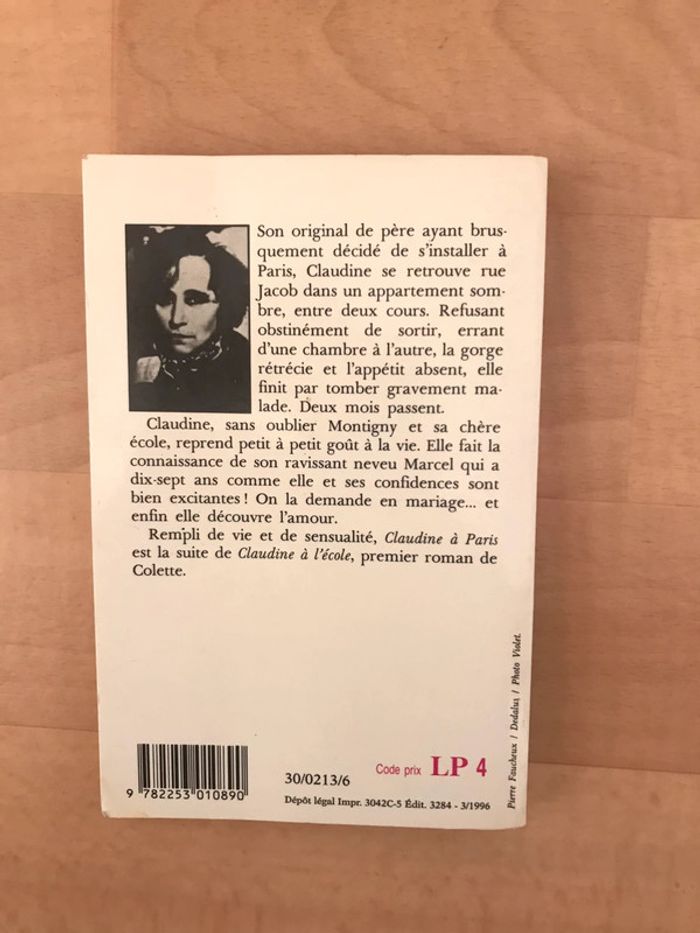 Son original de père ayant brus-
quement décidé de s'installer à
Paris, Claudine se retrouve rue
Jacob dans un appartement som-
bre, entre deux cours. Refusant
obstinément de sortir, errant
d'une chambre à l'autre, la gorge
rétrécie et l'appétit absent, elle
finit par tomber gravement ma-
lade. Deux mois passent.
Claudine, sans oublier Montigny et sa chère
école, reprend petit à petit goût à la vie. Elle fait la
connaissance de son ravissant neveu Marcel qui a
dix-sept ans comme elle et ses confidences sont
bien excitantes ! On la demande en mariage... et
enfin elle découvre l'amour.
Rempli de vie et de sensualité, Claudine à Paris
est la suite de Claudine à l'école, premier roman de
Colette.
Pierre Faucheux / Dedalus / Photo Violet.
9 782253 010890
30/0213/6
Code prix LP 4
Dépôt légal Impr. 3042C-5 Édit. 3284 - 3/1996